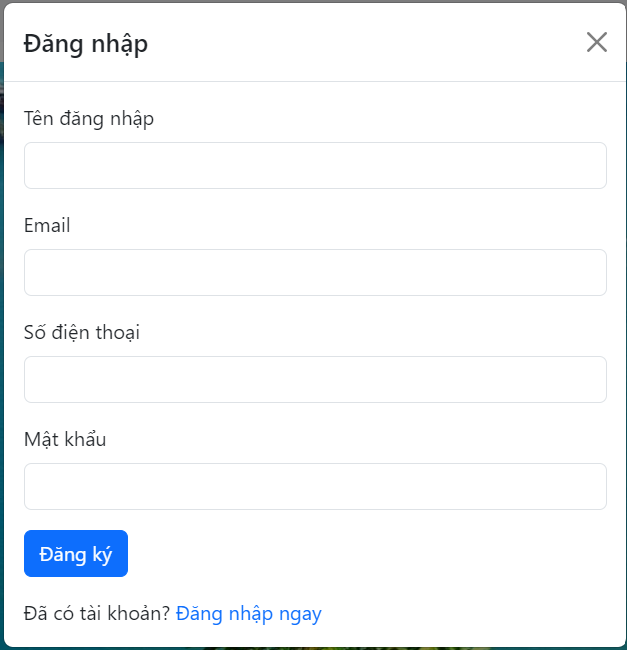 Đăng nhập
Tên đăng nhập
Email
Số điện thoại
Mật khẩu
Đăng ký
Đã có tài khoản? Đăng nhập ngay